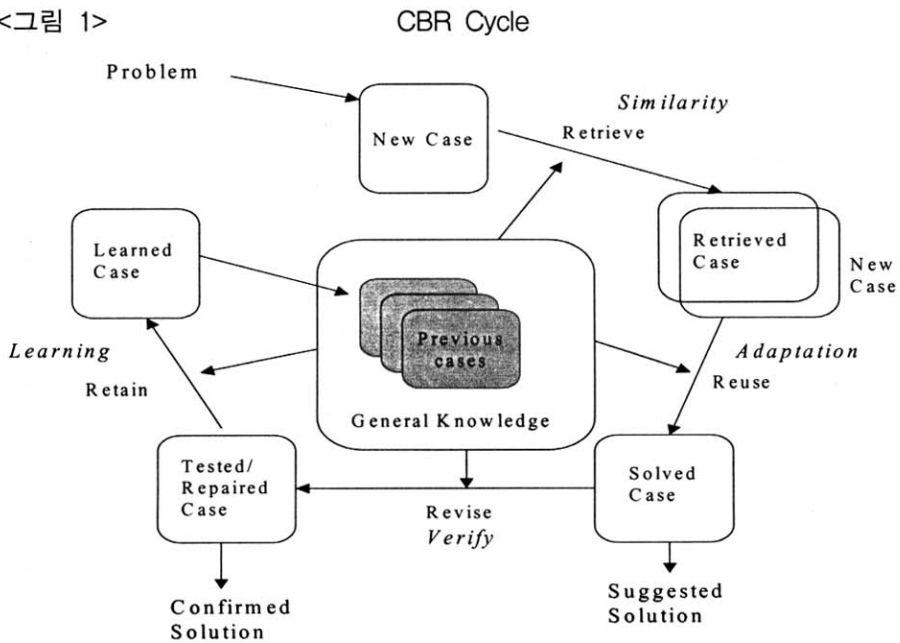 <그림 1>
CBR Cycle
Problem
New Case
Similarity
Retrieve
Retrieved
Case
New
Case
Learned
Case
Previous
cases
General Knowledge
Learning
Retain
Adaptation
Reuse
Tested/
Repaired
Case
Solved
Case
Revise
Verify
Confirmed
Solution
Suggested
Solution